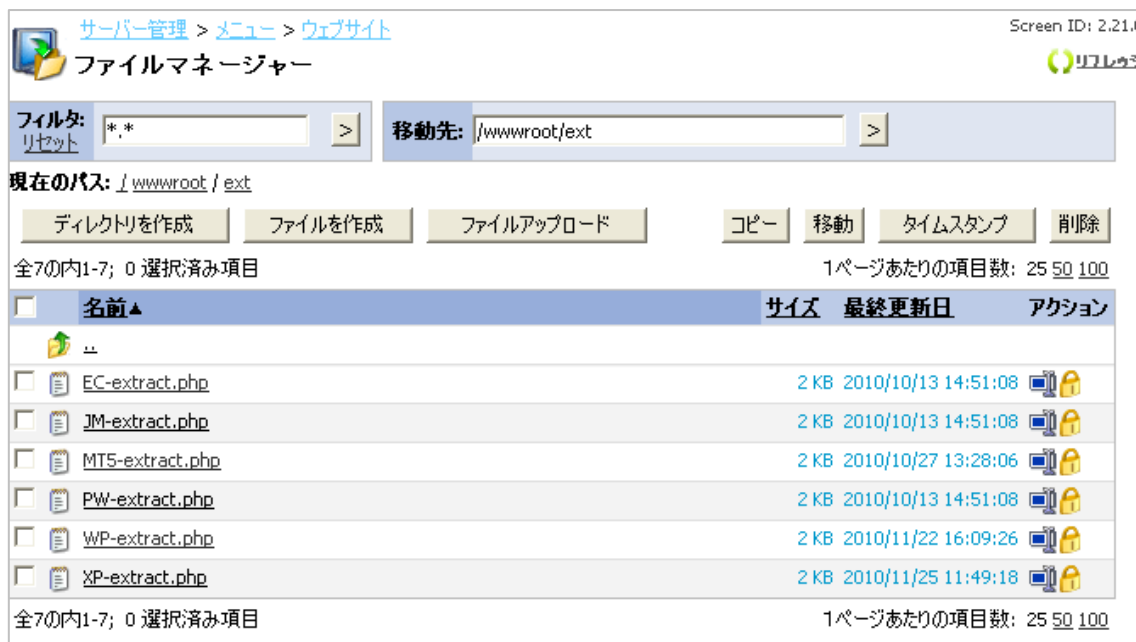 サーバー管理 > メニュー > ウェブサイト
Screen ID: 2.21.
ファイルマネージャー
フィルタ:
リセット
*.*
>
移動先:
/wwwroot/ext
>
現在のパス: / wwwroot / ext
ディレクトリを作成 ファイルを作成 ファイルアップロード コピー 移動 タイムスタンプ 削除
全7の内1-7; 0 選択済み項目 1ページあたりの項目数: 25 50 100
名前▲ サイズ 最終更新日 アクション
..
EC-extract.php 2 KB 2010/10/13 14:51:08
JM-extract.php 2 KB 2010/10/13 14:51:08
MT5-extract.php 2 KB 2010/10/27 13:28:06
PW-extract.php 2 KB 2010/10/13 14:51:08
WP-extract.php 2 KB 2010/11/22 16:09:26
XP-extract.php 2 KB 2010/11/25 11:49:18
全7の内1-7; 0 選択済み項目 1ページあたりの項目数: 25 50 100